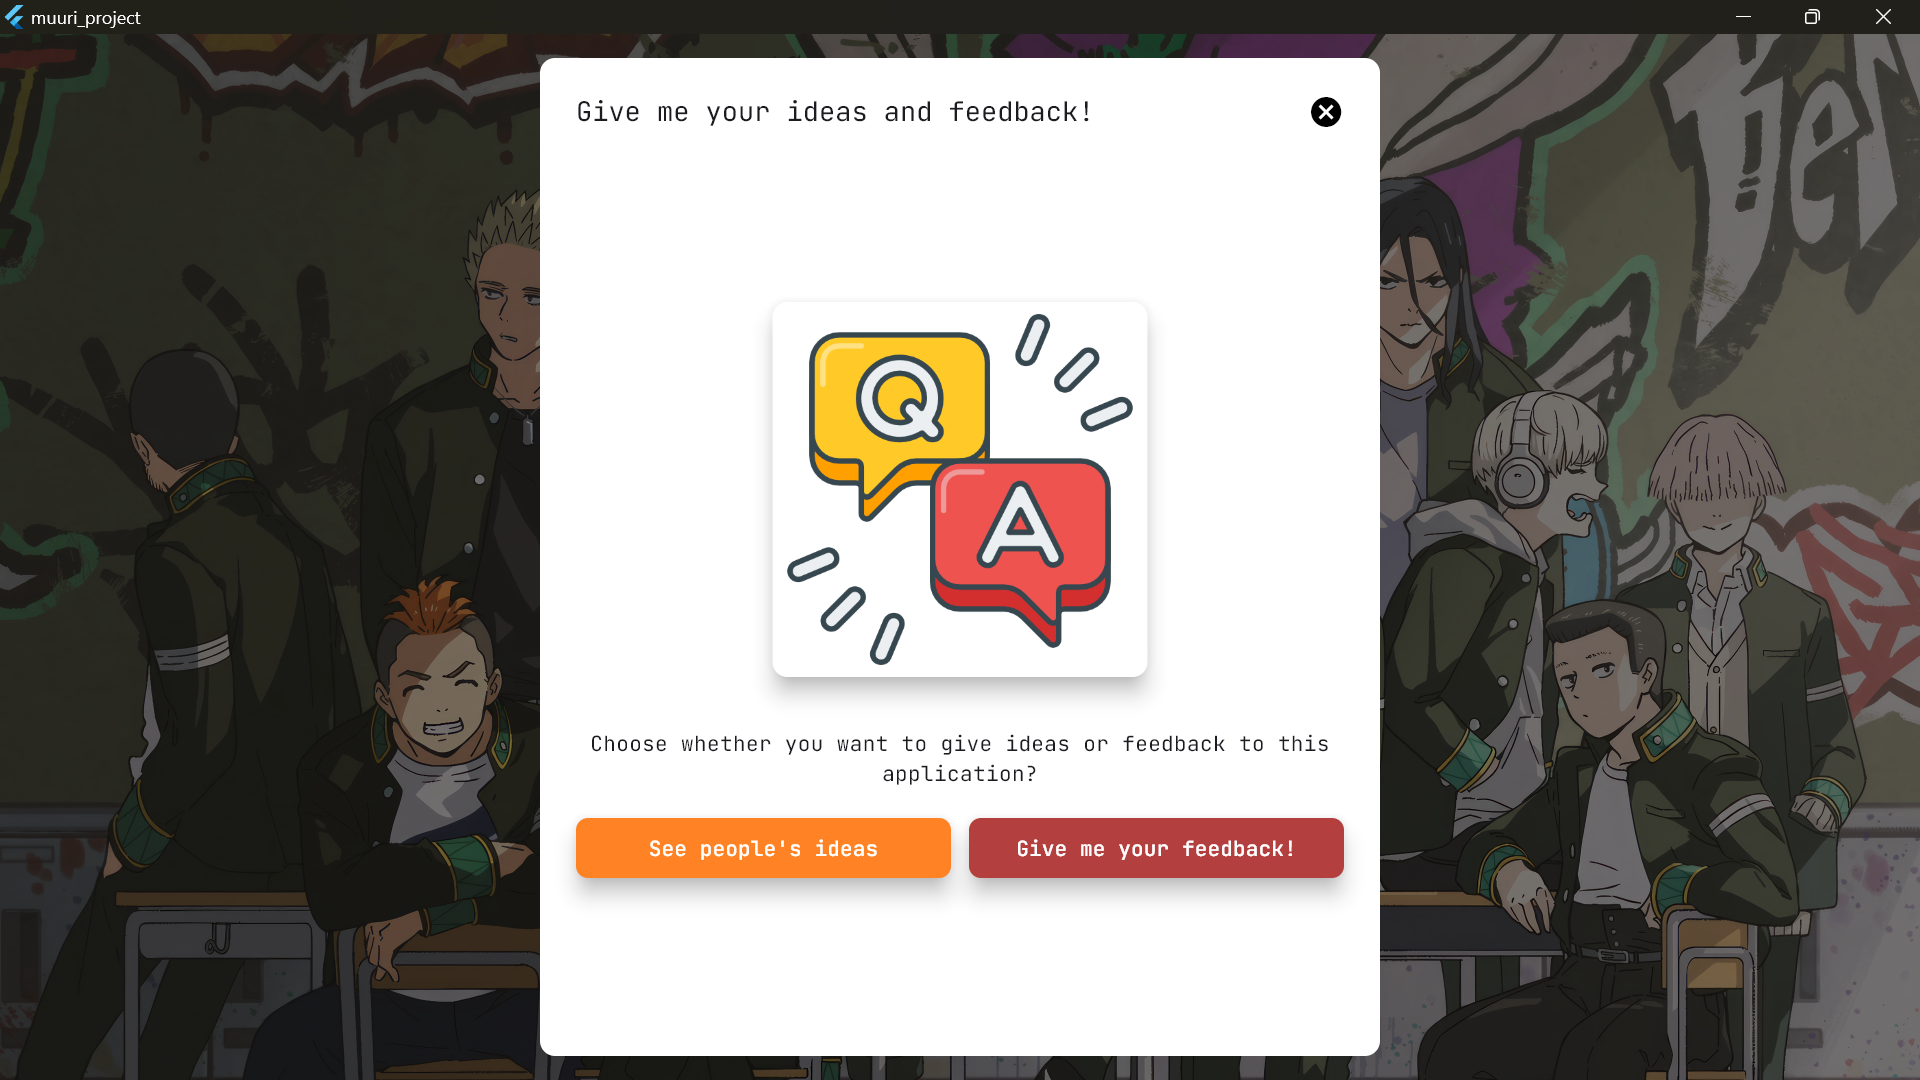 muuri_project
Give me your ideas and feedback!
Q
A
Choose whether you want to give ideas or feedback to this
application?
See people's ideas
Give me your feedback!